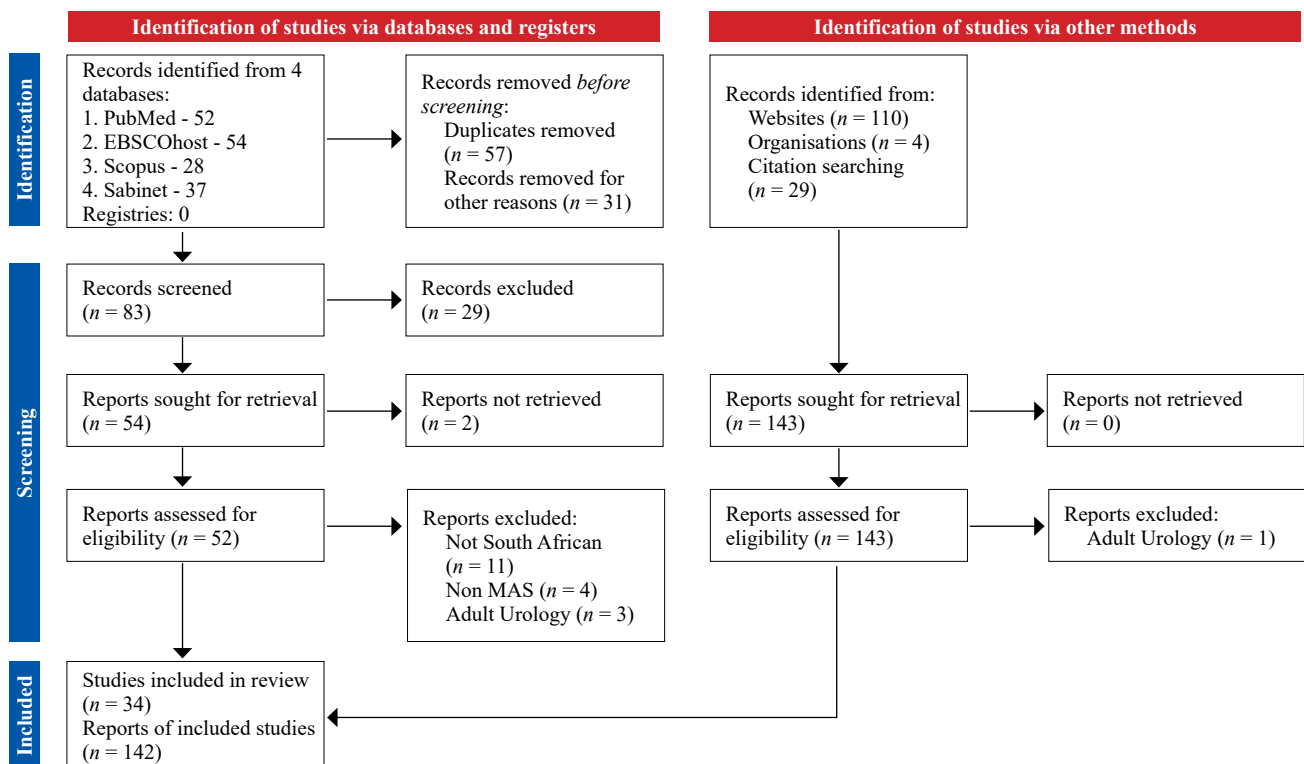 Identification of studies via databases and registers
Identification of studies via other methods
Identification
Records identified from 4
databases:
1. PubMed - 52
2. EBSCOhost - 54
3. Scopus - 28
4. Sabinet - 37
Registries: 0
Records removed before
screening:
Duplicates removed
(n = 57)
Records removed for
other reasons (n = 31)
Records identified from:
Websites (n = 110)
Organisations (n = 4)
Citation searching
(n = 29)
Screening
Records screened
(n = 83)
Records excluded
(n = 29)
Reports sought for retrieval
(n = 54)
Reports not retrieved
(n = 2)
Reports sought for retrieval
(n = 143)
Reports not retrieved
(n = 0)
Reports assessed for
eligibility (n = 52)
Reports excluded:
Not South African
(n = 11)
Non MAS (n = 4)
Adult Urology (n = 3)
Reports assessed for
eligibility (n = 143)
Reports excluded:
Adult Urology (n = 1)
Included
Studies included in review
(n = 34)
Reports of included studies
(n = 142)